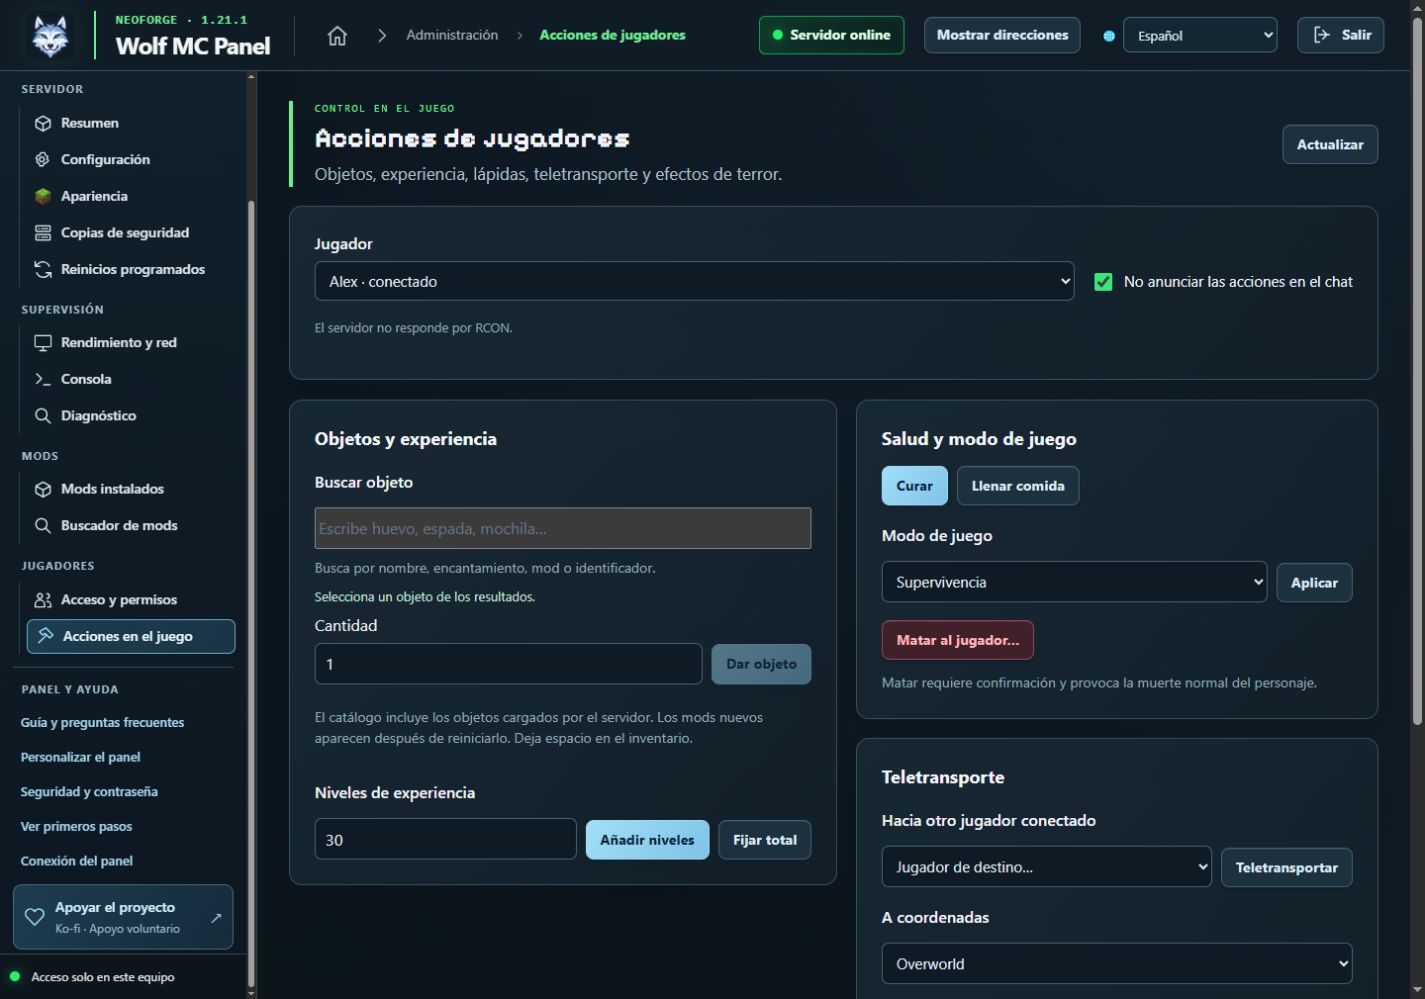 NEOFORGE · 1.21.1
Wolf MC Panel
Administración
Acciones de jugadores
Servidor online
Mostrar direcciones
Español
Salir
SERVIDOR
Resumen
Configuración
Apariencia
Copias de seguridad
Reinicios programados
SUPERVISIÓN
Rendimiento y red
Consola
Diagnóstico
MODS
Mods instalados
Buscador de mods
JUGADORES
Acceso y permisos
Acciones en el juego
PANEL Y AYUDA
Guía y preguntas frecuentes
Personalizar el panel
Seguridad y contraseña
Ver primeros pasos
Conexión del panel
Apoyar el proyecto
Ko-fi · Apoyo voluntario
Acceso solo en este equipo
CONTROL EN EL JUEGO
Acciones de jugadores
Objetos, experiencia, lápidas, teletransporte y efectos de terror.
Actualizar
Jugador
Alex · conectado
No anunciar las acciones en el chat
El servidor no responde por RCON.
Objetos y experiencia
Buscar objeto
Escribe huevo, espada, mochila...
Busca por nombre, encantamiento, mod o identificador.
Selecciona un objeto de los resultados.
Cantidad
1
Dar objeto
El catálogo incluye los objetos cargados por el servidor. Los mods nuevos
aparecen después de reiniciarlo. Deja espacio en el inventario.
Niveles de experiencia
30
Añadir niveles
Fijar total
Salud y modo de juego
Curar
Llenar comida
Modo de juego
Supervivencia
Aplicar
Matar al jugador...
Matar requiere confirmación y provoca la muerte normal del personaje.
Teletransporte
Hacia otro jugador conectado
Jugador de destino...
Teletransportar
A coordenadas
Overworld